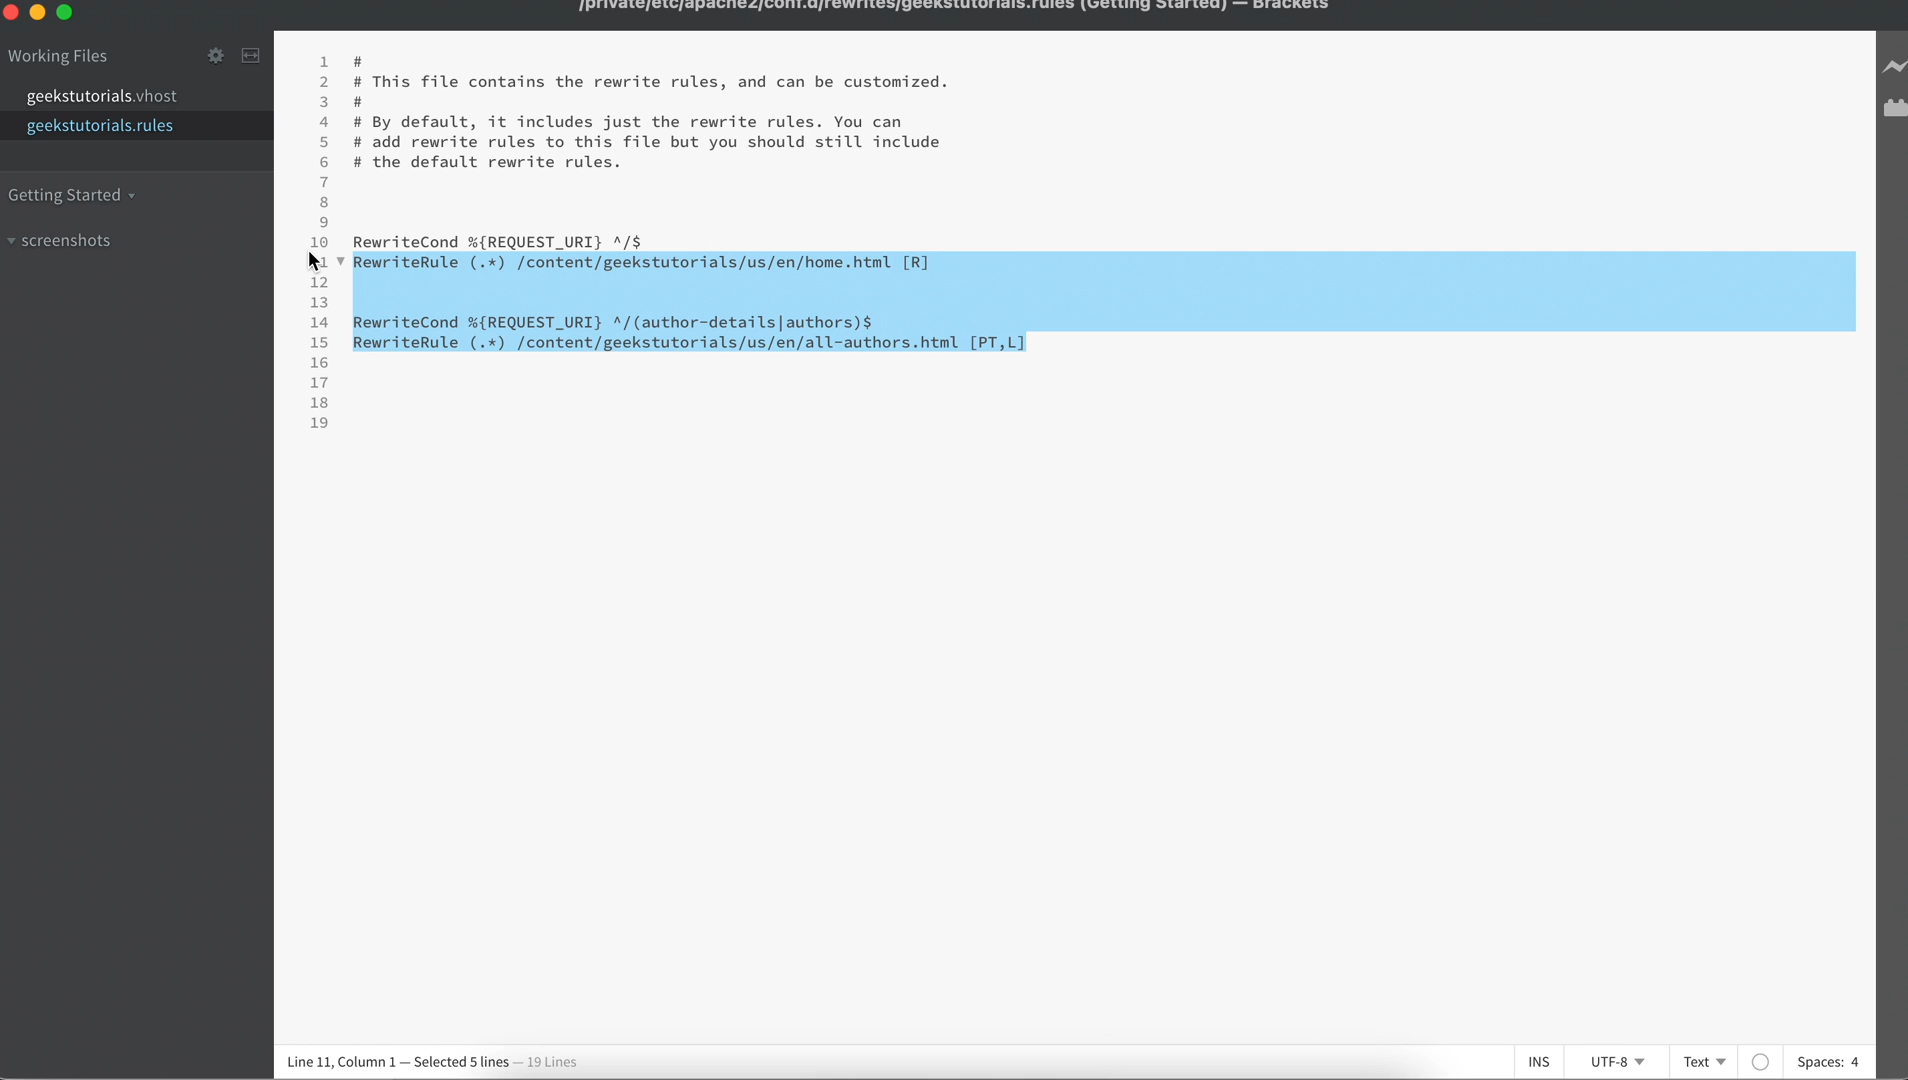 /private/etc/apache2/conf.d/rewrites/geekstutorials.rules (Getting Started) — Brackets
Working Files
geekstutorials.vhost
geekstutorials.rules
Getting Started
screenshots
1 #
2 # This file contains the rewrite rules, and can be customized.
3 #
4 # By default, it includes just the rewrite rules. You can
5 # add rewrite rules to this file but you should still include
6 # the default rewrite rules.
7
8
9
10 RewriteCond %{REQUEST_URI} ^/$
11 RewriteRule (.*) /content/geekstutorials/us/en/home.html [R]
12
13
14 RewriteCond %{REQUEST_URI} ^/(author-details|authors)$
15 RewriteRule (.*) /content/geekstutorials/us/en/all-authors.html [PT,L]
16
17
18
19
Line 11, Column 1 — Selected 5 lines — 19 Lines
INS
UTF-8
Text
Spaces: 4